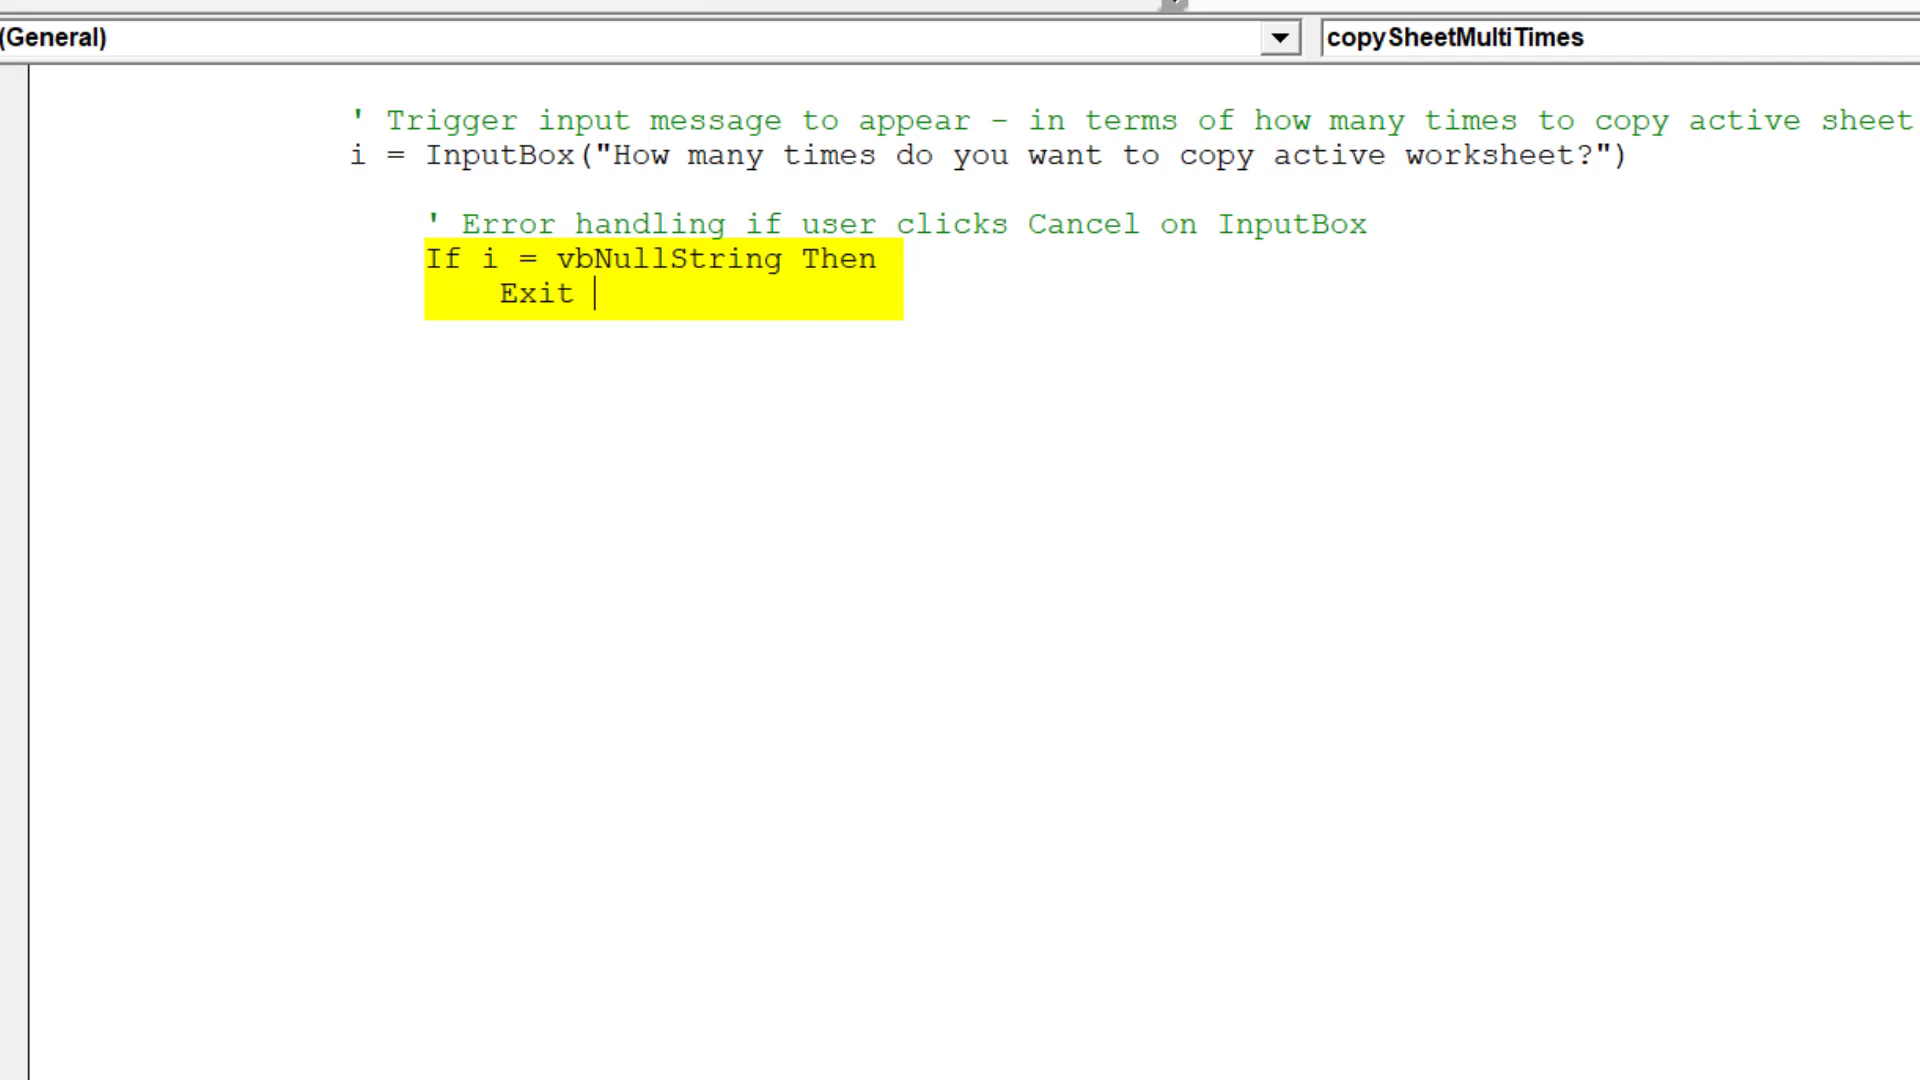 (General)
copySheetMultiTimes
' Trigger input message to appear - in terms of how many times to copy active sheet
i = InputBox("How many times do you want to copy active worksheet?")
' Error handling if user clicks Cancel on InputBox
If i = vbNullString Then
Exit